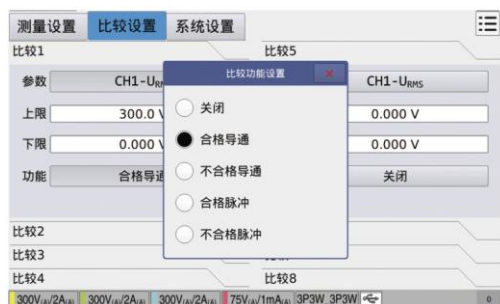 测量设置 比较设置 系统设置
比较1 比较5
比较功能设置
参数 CH1-U CH1-URMS
关闭
上限 300.0 V 0.000 V
合格导通
下限 0.000 V 0.000 V
不合格导通
功能 合格导通 关闭
合格脉冲
比较2
不合格脉冲
比较3
比较4 比较8
300V(A)/2A(A) 300V(A)/2A(A) 300V(A)/2A(A) 75V(A)/1mA(A) 3P3W 3P3W